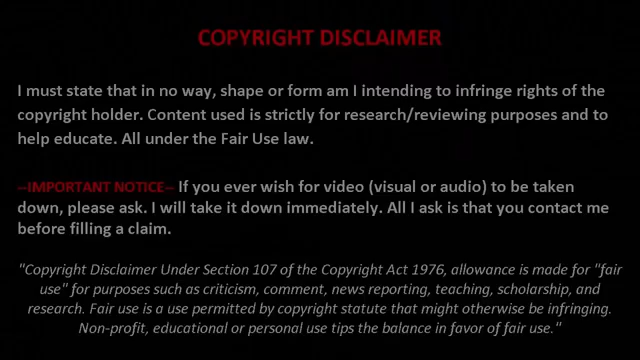 COPYRIGHT DISCLAIMER
I must state that in no way, shape or form am I intending to infringe rights of the
copyright holder. Content used is strictly for research/reviewing purposes and to
help educate. All under the Fair Use law.
--IMPORTANT NOTICE-- If you ever wish for video (visual or audio) to be taken
down, please ask. I will take it down immediately. All I ask is that you contact me
before filling a claim.
"Copyright Disclaimer Under Section 107 of the Copyright Act 1976, allowance is made for "fair
use" for purposes such as criticism, comment, news reporting, teaching, scholarship, and
research. Fair use is a use permitted by copyright statute that might otherwise be infringing.
Non-profit, educational or personal use tips the balance in favor of fair use."